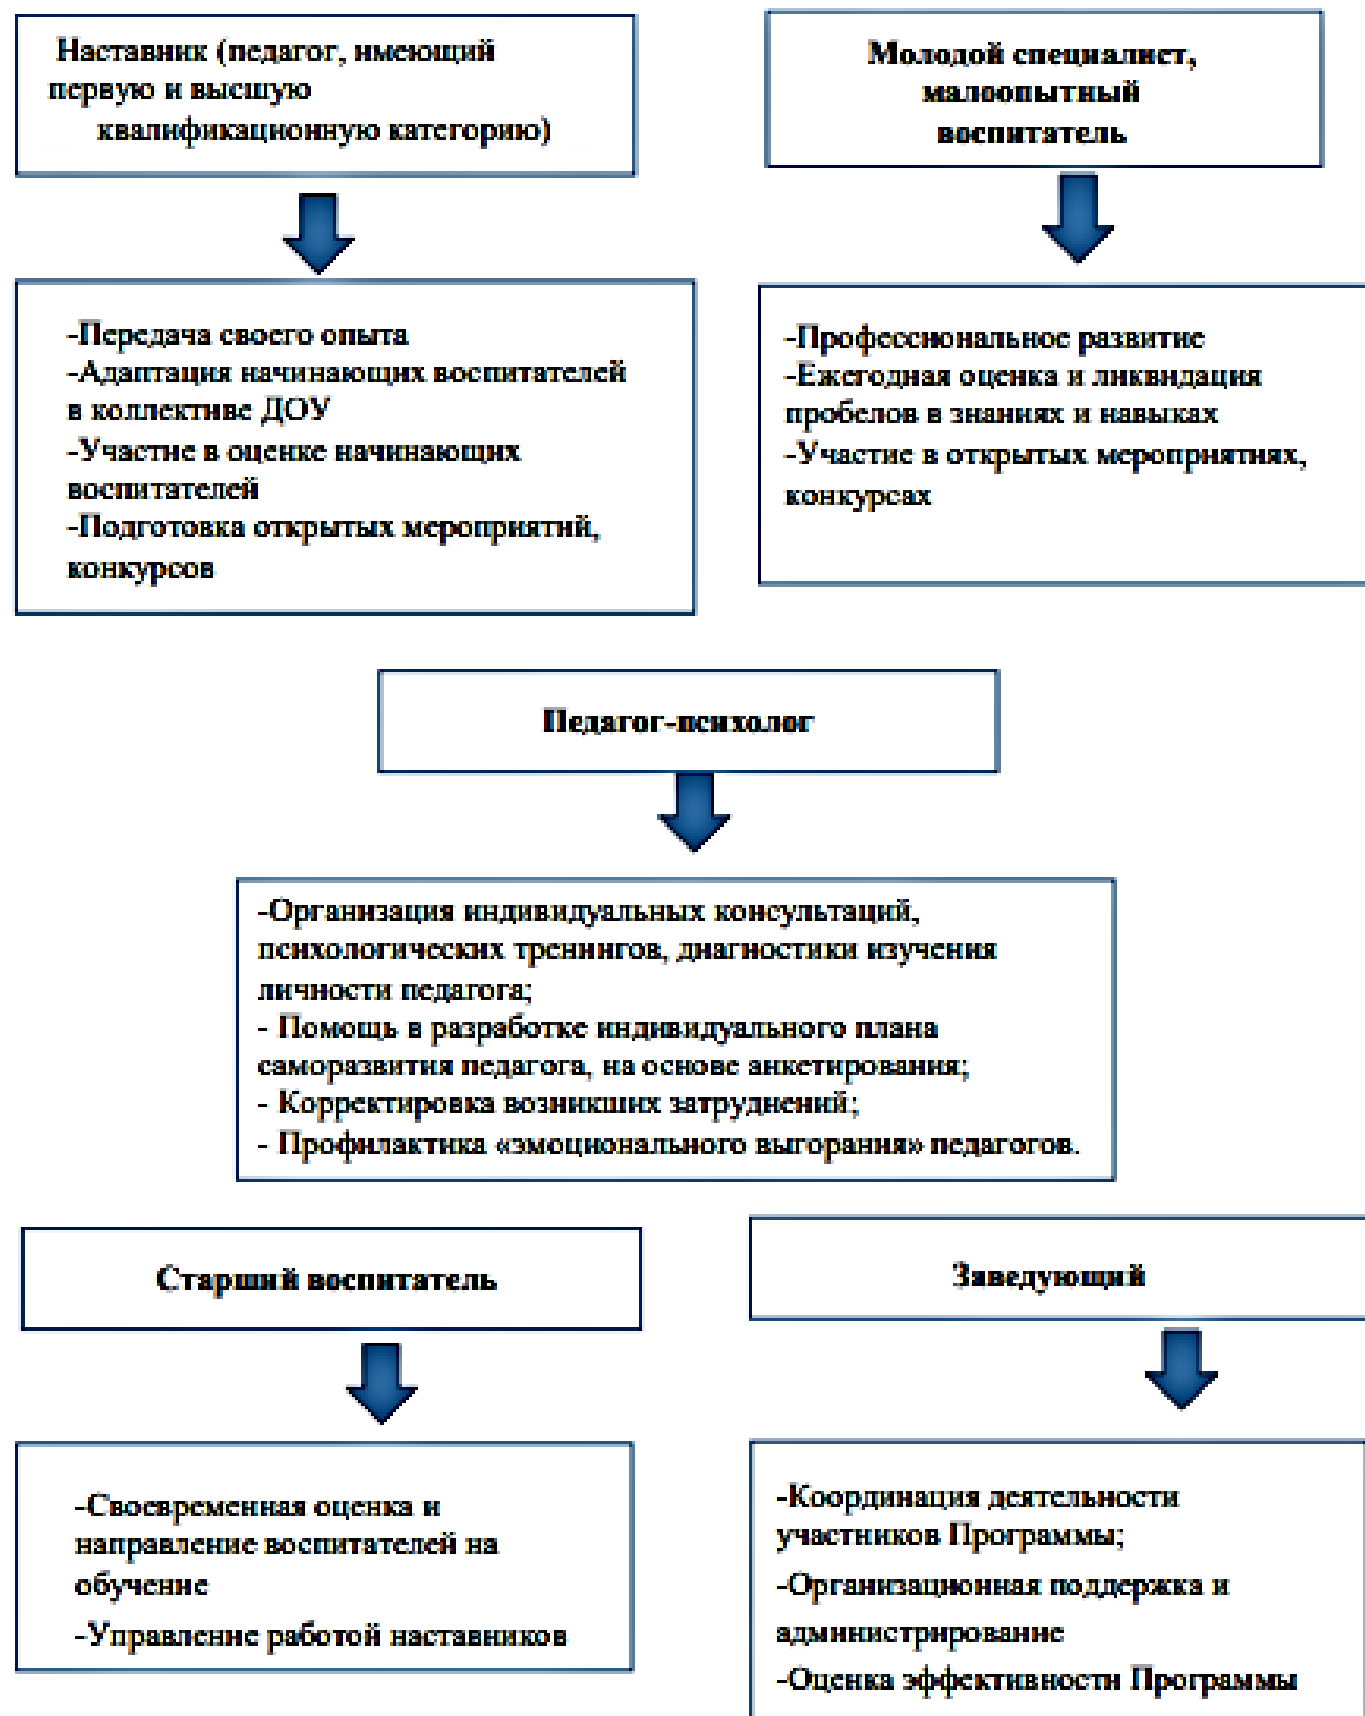 Наставник (педагог, имеющий
первую и высшую
квалификационную категорию)
Молодой специалист,
малоопытный
воспитатель
-Передача своего опыта
-Адаптация начинающих воспитателей
в коллективе ДОУ
-Участие в оценке начинающих
воспитателей
-Подготовка открытых мероприятий,
конкурсов
-Профессиональное развитие
-Ежегодная оценка и ликвидация
пробелов в знаниях и навыках
-Участие в открытых мероприятиях,
конкурсах
Педагог-психолог
-Организация индивидуальных консультаций,
психологических тренингов, диагностики изучения
личности педагога;
- Помощь в разработке индивидуального плана
саморазвития педагога, на основе анкетирования;
- Корректировка возникших затруднений;
- Профилактика «эмоционального выгорания» педагогов.
Старший воспитатель
Заведующий
-Своевременная оценка и
направление воспитателей на
обучение
-Управление работой наставников
-Координация деятельности
участников Программы;
-Организационная поддержка и
администрирование
-Оценка эффективности Программы